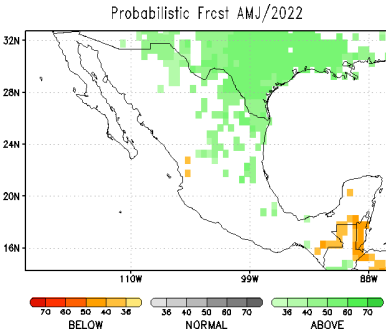 Probabilistic Frcst AMJ/2022
32N
28N
24N
20N
16N
110W 99W 88W
70 60 50 40 36 36 40 50 60 70 36 40 50 60 70
BELOW NORMAL ABOVE